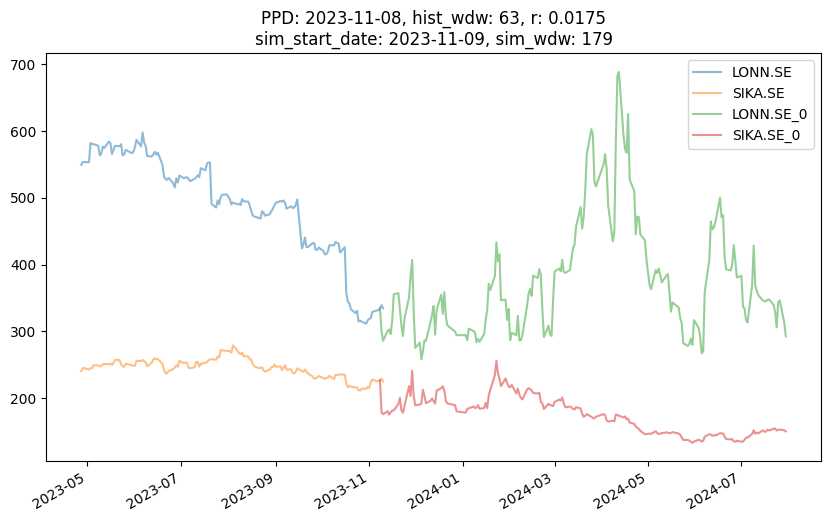 PPD: 2023-11-08, hist_wdw: 63, r: 0.0175
sim_start_date: 2023-11-09, sim_wdw: 179
LONN.SE
SIKA.SE
LONN.SE_0
SIKA.SE_0
700
600
500
400
300
200
2023-05
2023-07
2023-09
2023-11
2024-01
2024-03
2024-05
2024-07